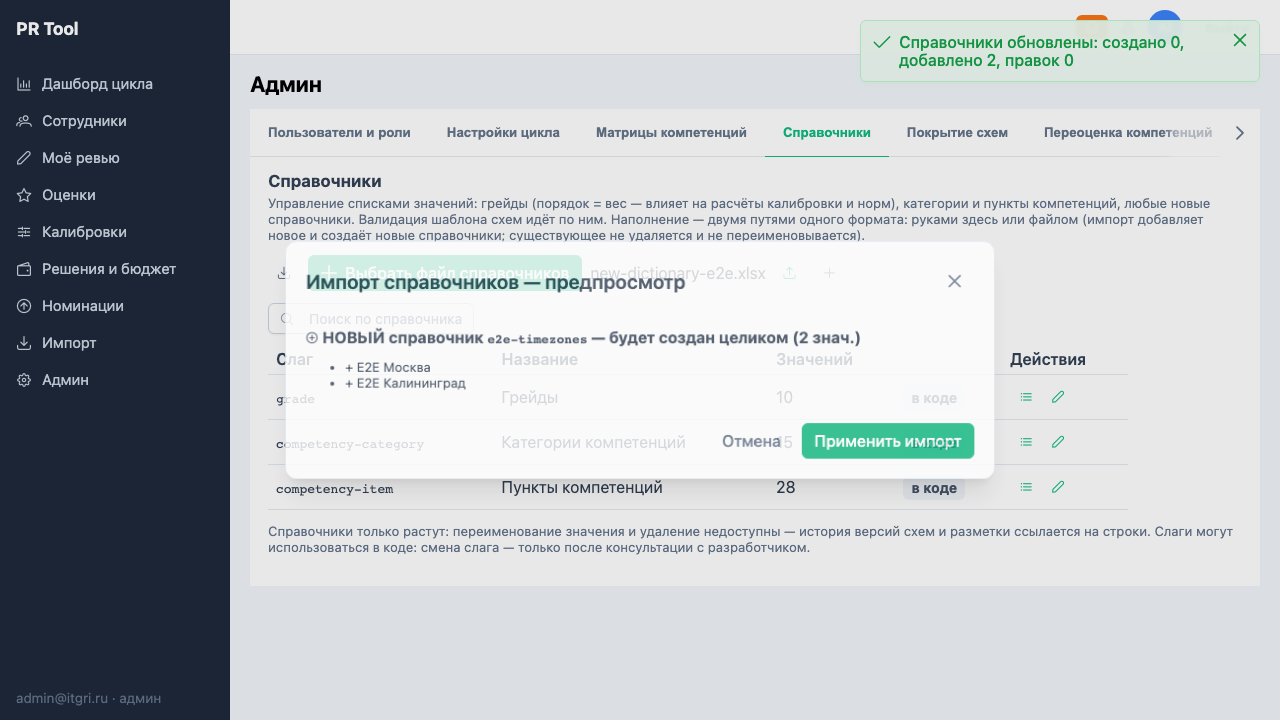 PR Tool
Дашборд цикла
Сотрудники
Моё ревью
Оценки
Калибровки
Решения и бюджет
Номинации
Импорт
Админ
admin@itgri.ru · админ
Справочники обновлены: создано 0,
добавлено 2, правок 0
Админ
Пользователи и роли
Настройки цикла
Матрицы компетенций
Справочники
Покрытие схем
Переоценка компетенций
Справочники
Управление списками значений: грейды (порядок = вес — влияет на расчёты калибровки и норм), категории и пункты компетенций, любые новые
справочники. Валидация шаблона схем идёт по ним. Наполнение — двумя путями одного формата: руками здесь или файлом (импорт добавляет
новое и создаёт новые справочники; существующее не удаляется и не переименовывается).
Выбрать файл справочников
new-dictionary-e2e.xlsx
Импорт справочников — предпросмотр
Поиск по справочника
НОВЫЙ справочник e2e-timezones — будет создан целиком (2 знач.)
+ E2E Москва
+ E2E Калининград
Отмена
Применить импорт
Слаг
Название
Значений
Действия
grade
Грейды
10
в коде
competency-category
Категории компетенций
15
competency-item
Пункты компетенций
28
в коде
Справочники только растут: переименование значения и удаление недоступны — история версий схем и разметки ссылается на строки. Слаги могут
использоваться в коде: смена слага — только после консультации с разработчиком.